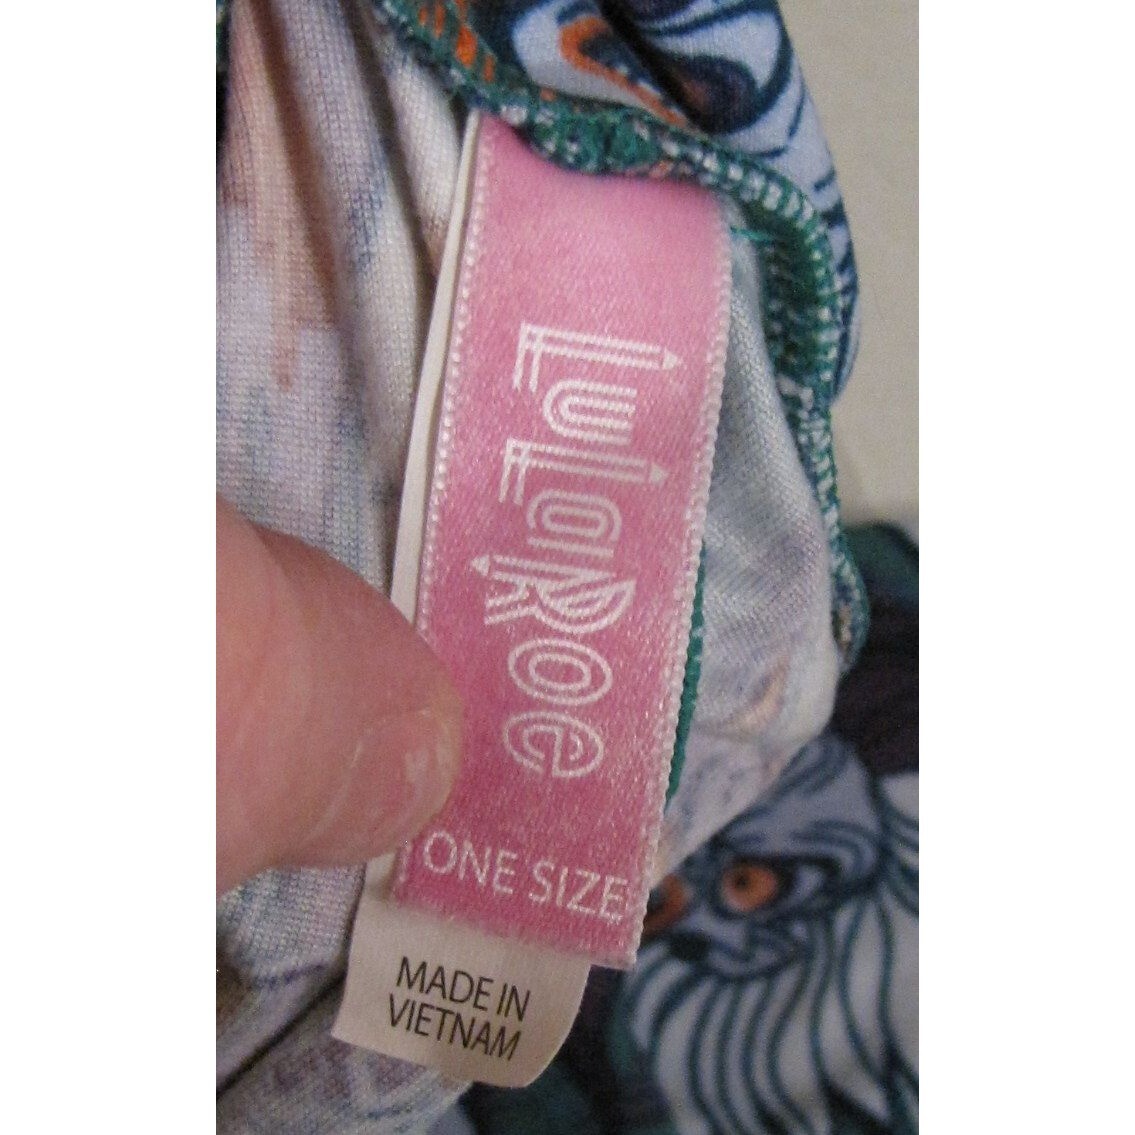 LuLaRoe
ONE SIZE
MADE IN
VIETNAM